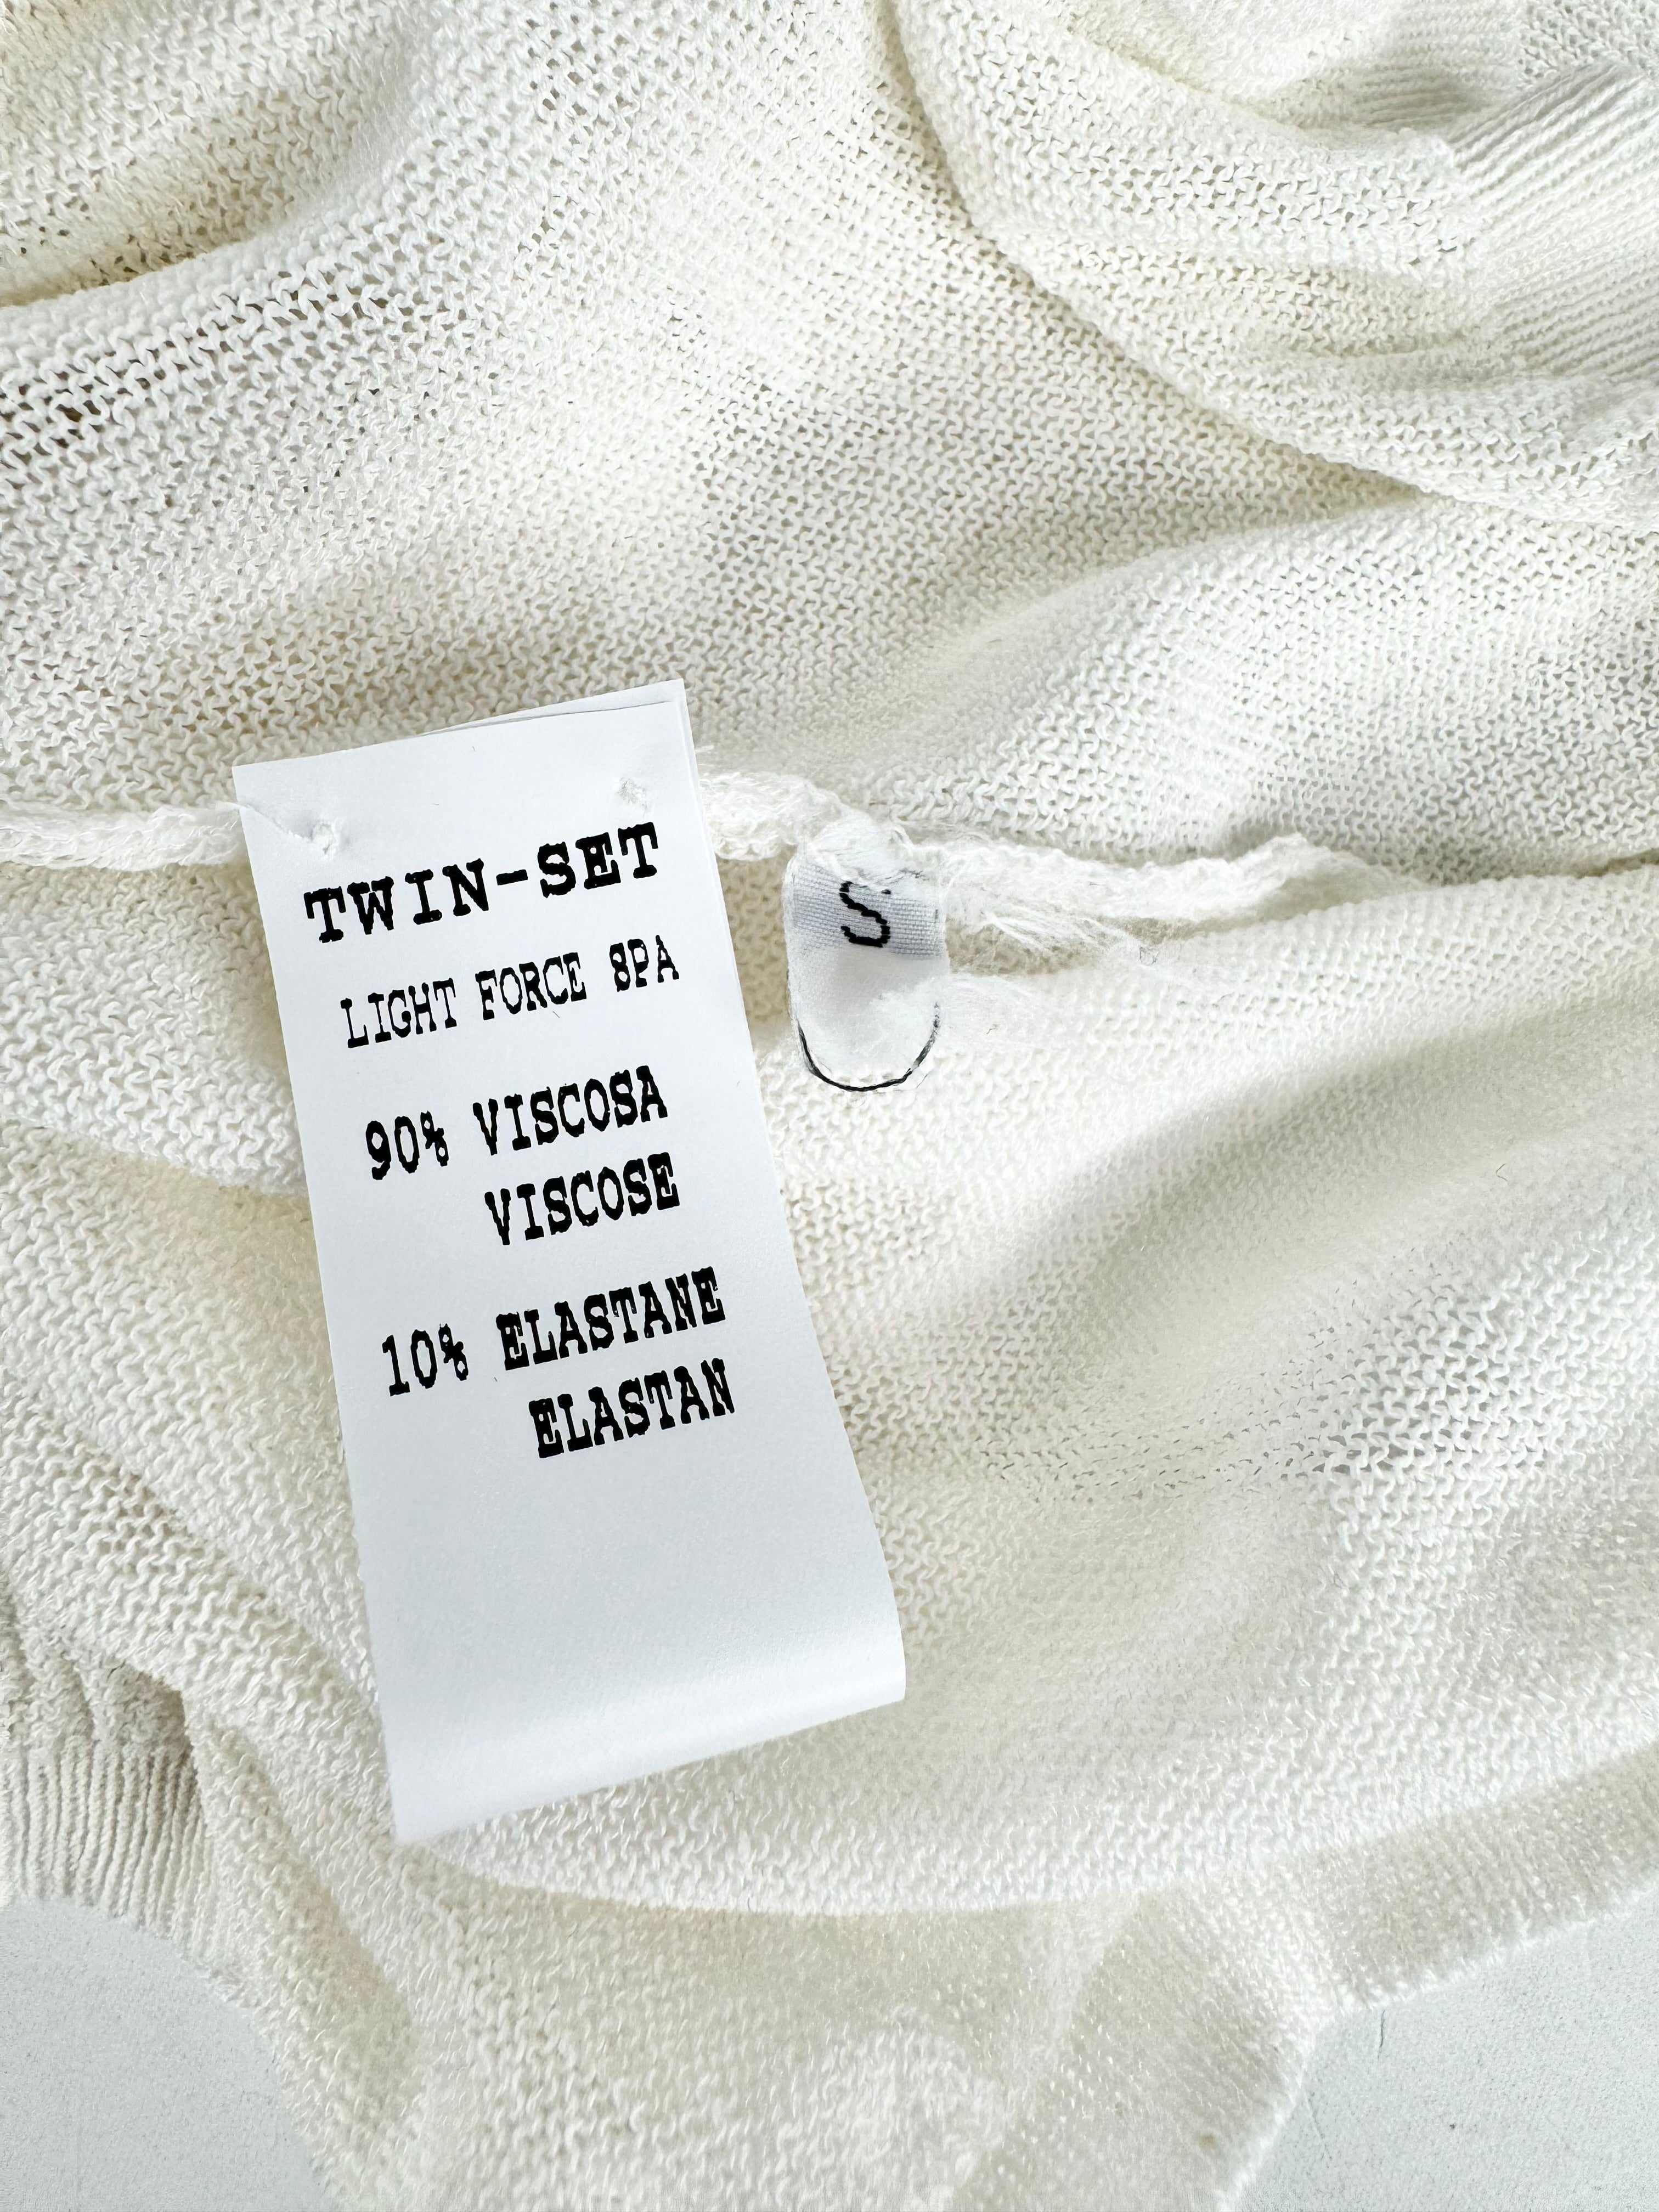 TWIN-SET
LIGHT FORCE SPA
90% VISCOSA
VISCOSE
10% ELASTANE
ELASTAN
S